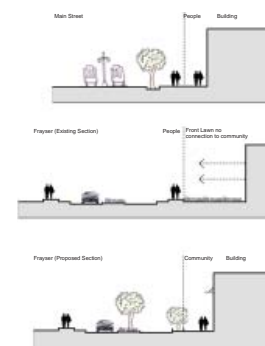 Main Street People Building
Frayser (Existing Section) People Front Lawn no
connection to community
Frayser (Proposed Section) Community Building